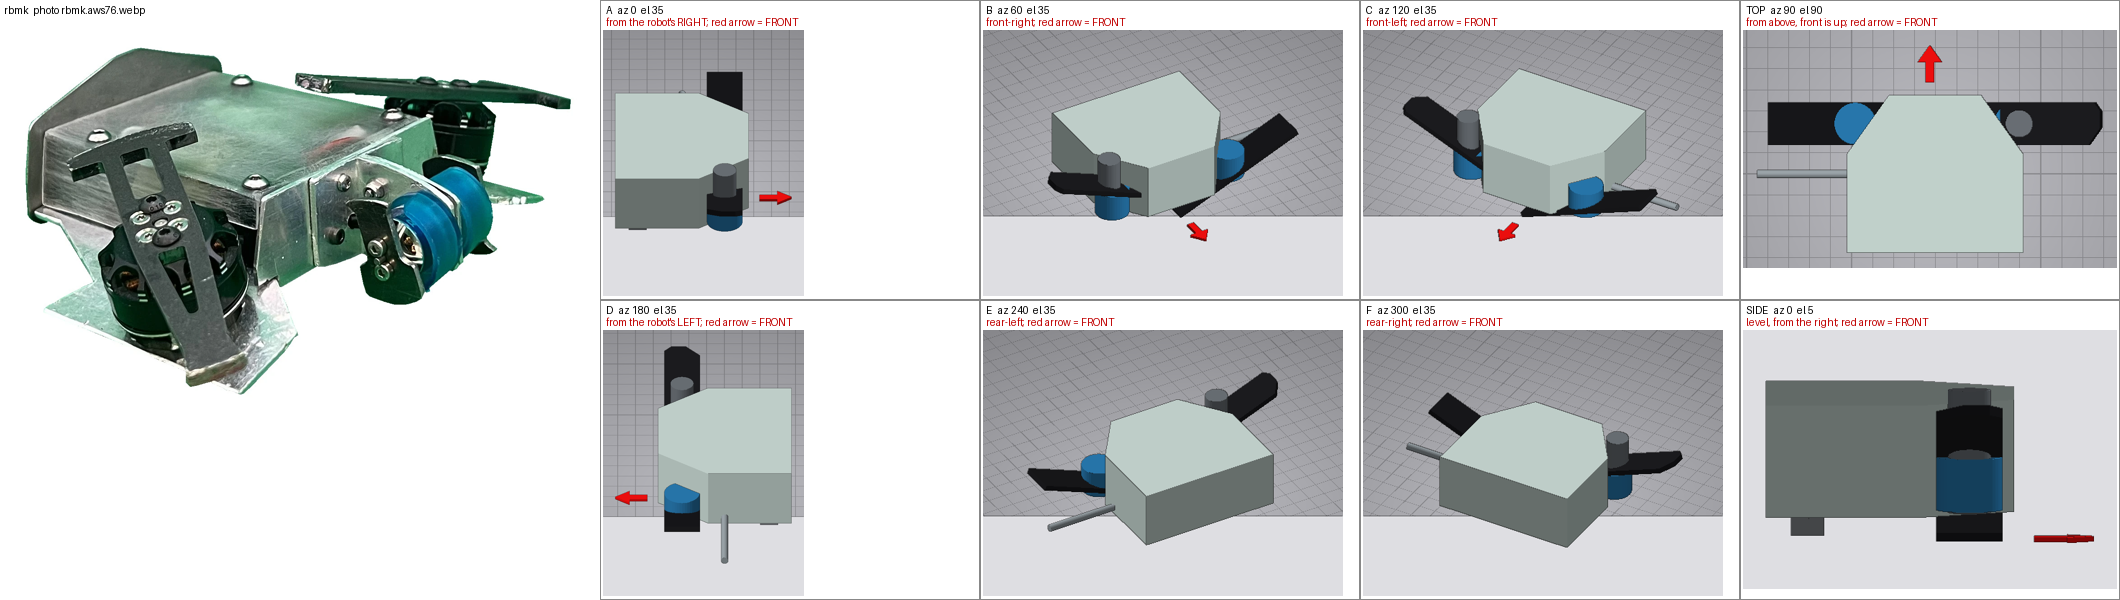 rbmk photo rbmk.aws76.webp
A az 0 el 35
from the robot's RIGHT; red arrow = FRONT
B az 60 el 35
front-right; red arrow = FRONT
C az 120 el 35
front-left; red arrow = FRONT
TOP az 90 el 90
from above, front is up; red arrow = FRONT
D az 180 el 35
from the robot's LEFT; red arrow = FRONT
E az 240 el 35
rear-left; red arrow = FRONT
F az 300 el 35
rear-right; red arrow = FRONT
SIDE az 0 el 5
level, from the right; red arrow = FRONT